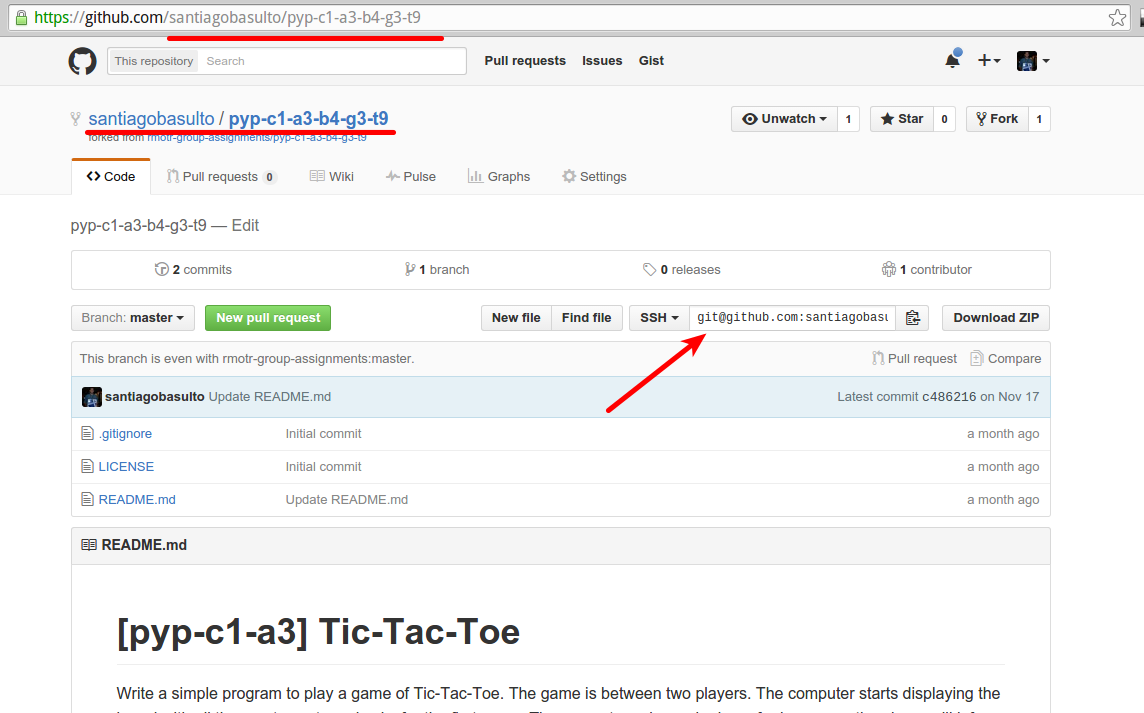 https://github.com/santiagobasulto/pyp-c1-a3-b4-g3-t9
This repository Search Pull requests Issues Gist
santiagobasulto / pyp-c1-a3-b4-g3-t9 Unwatch 1 Star 0 Fork 1
forked from rmotr-group-assignments/pyp-c1-a3-b4-g3-t9
Code Pull requests 0 Wiki Pulse Graphs Settings
pyp-c1-a3-b4-g3-t9 — Edit
2 commits 1 branch 0 releases 1 contributor
Branch: master New pull request New file Find file SSH git@github.com:santiagobasu Download ZIP
This branch is even with rmotr-group-assignments:master. Pull request Compare
santiagobasulto Update README.md Latest commit c486216 on Nov 17
.gitignore Initial commit a month ago
LICENSE Initial commit a month ago
README.md Update README.md a month ago
README.md
[pyp-c1-a3] Tic-Tac-Toe
Write a simple program to play a game of Tic-Tac-Toe. The game is between two players. The computer starts displaying the